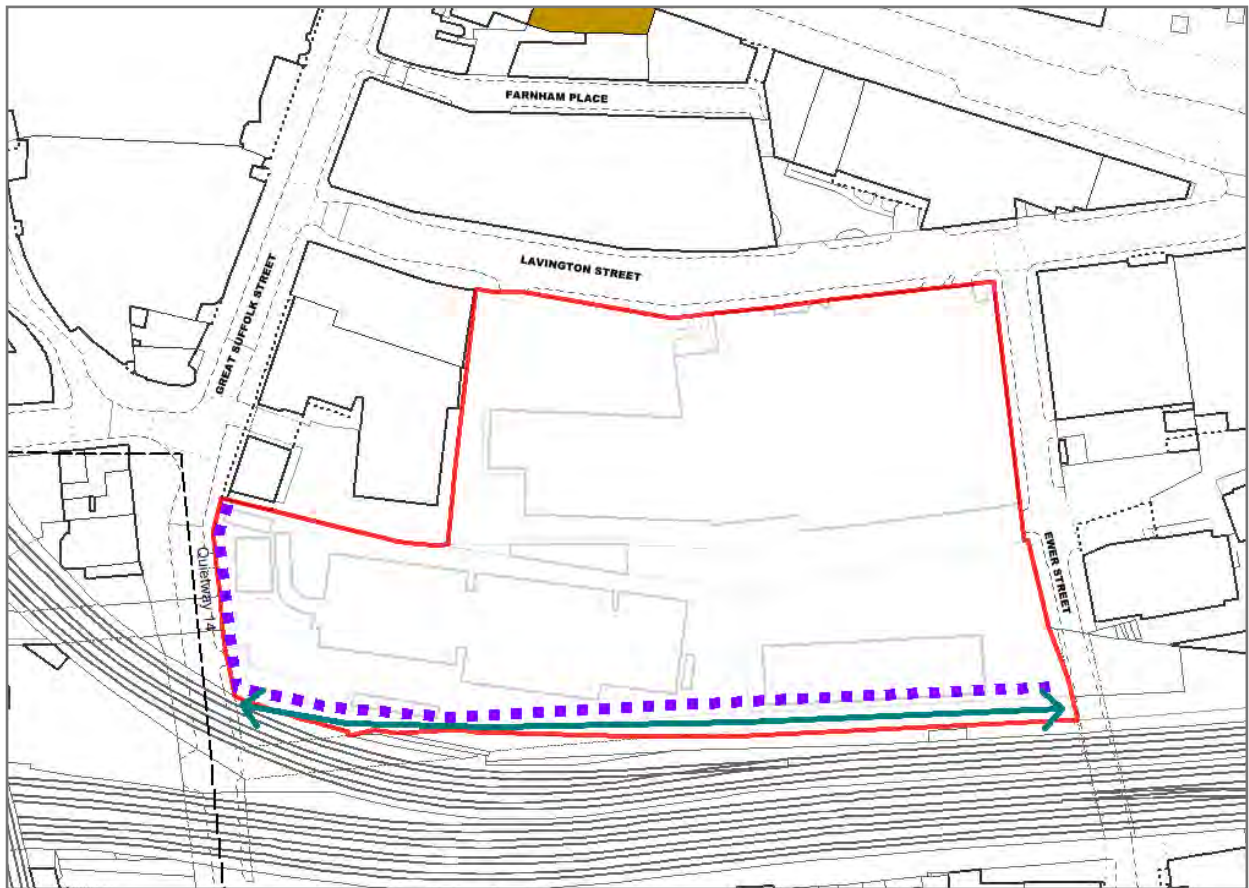 FARNHAM PLACE
LAVINGTON STREET
GREAT SUFFOLK STREET
Quietway 14
EWER STREET